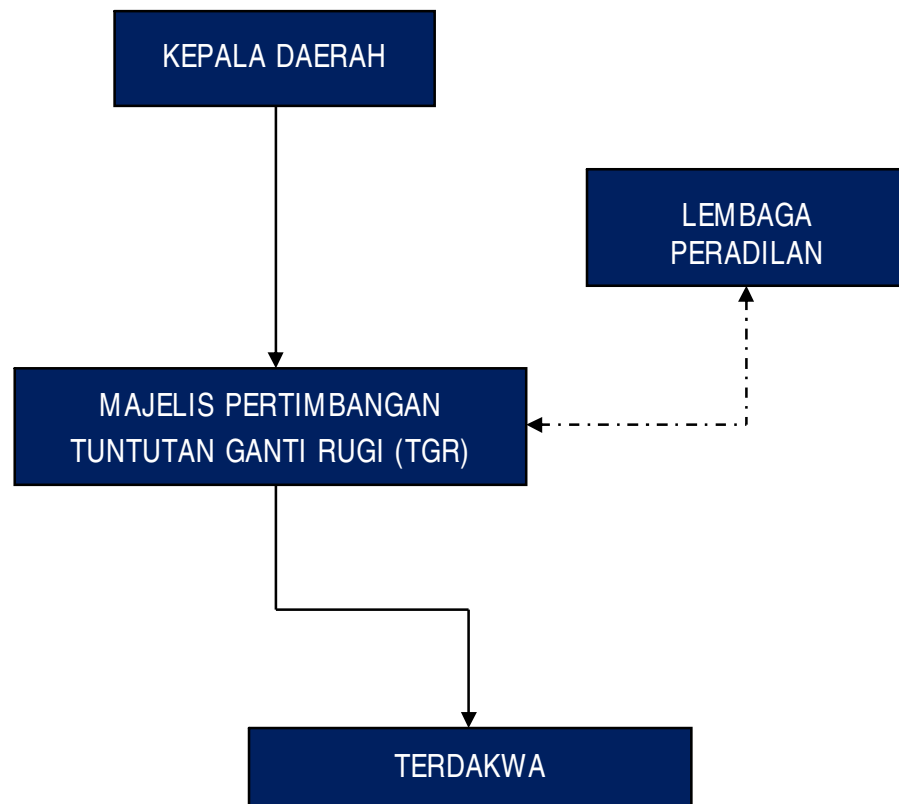 KEPALA DAERAH
LEMBAGA
PERADILAN
MAJELIS PERTIMBANGAN
TUNTUTAN GANTI RUGI (TGR)
TERDAKWA